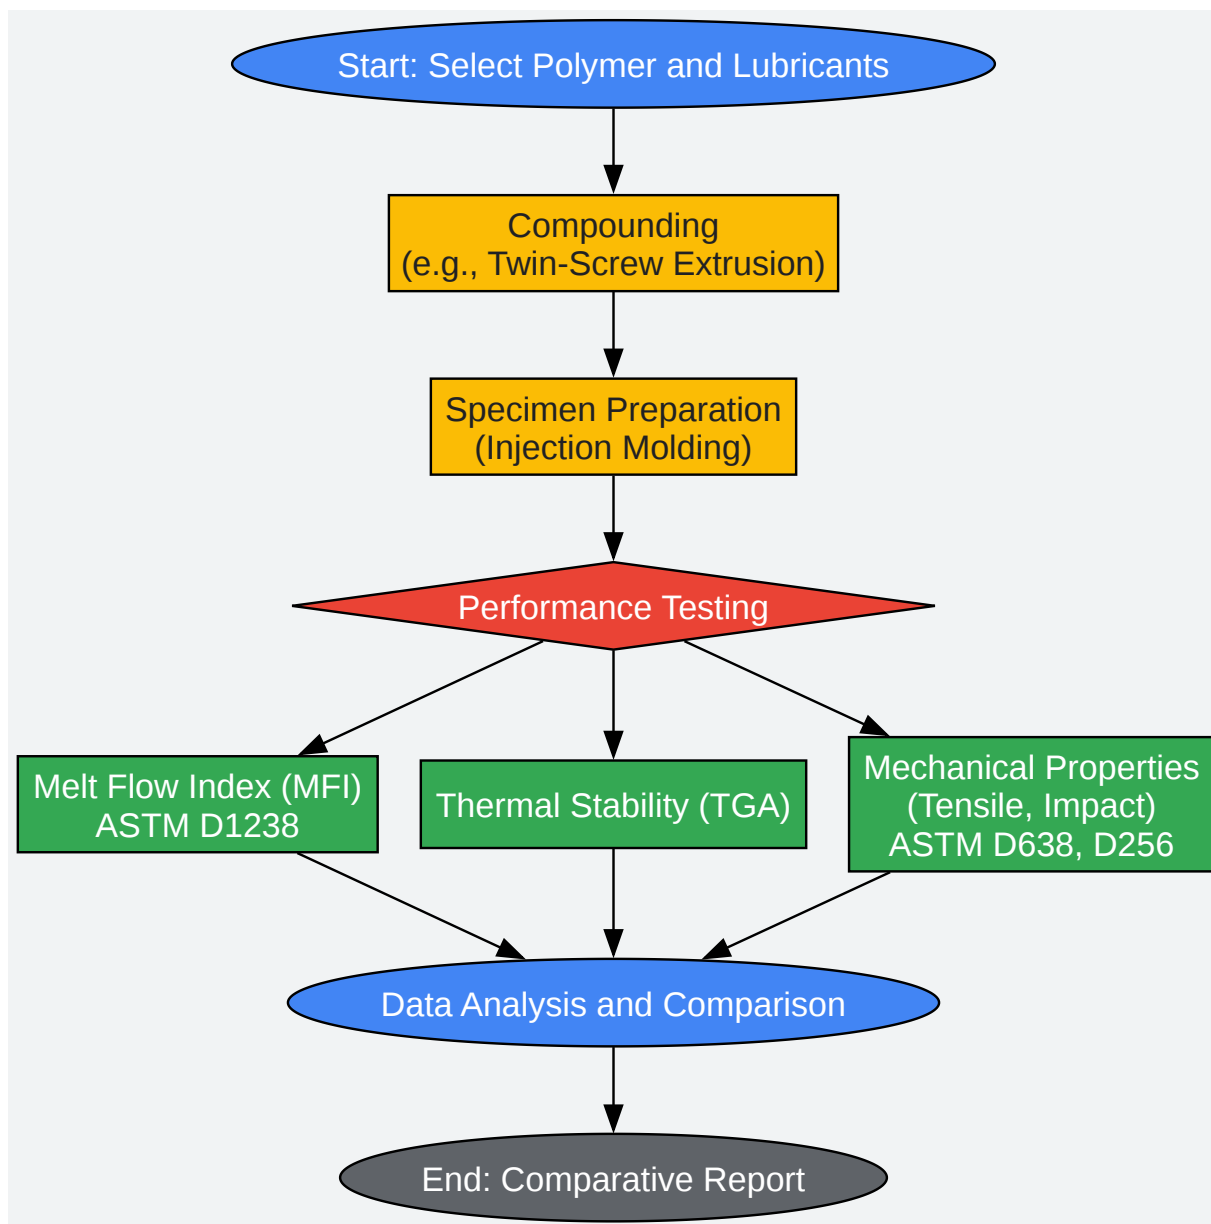 Start: Select Polymer and Lubricants
Compounding
(e.g., Twin-Screw Extrusion)
Specimen Preparation
(Injection Molding)
Performance Testing
Melt Flow Index (MFI)
ASTM D1238
Thermal Stability (TGA)
Mechanical Properties
(Tensile, Impact)
ASTM D638, D256
Data Analysis and Comparison
End: Comparative Report